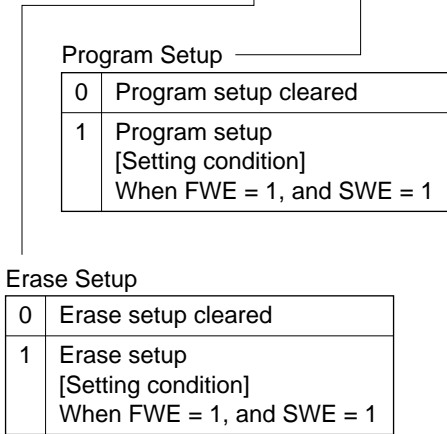 Program Setup
0 Program setup cleared
1 Program setup
[Setting condition]
When FWE = 1, and SWE = 1
Erase Setup
0 Erase setup cleared
1 Erase setup
[Setting condition]
When FWE = 1, and SWE = 1